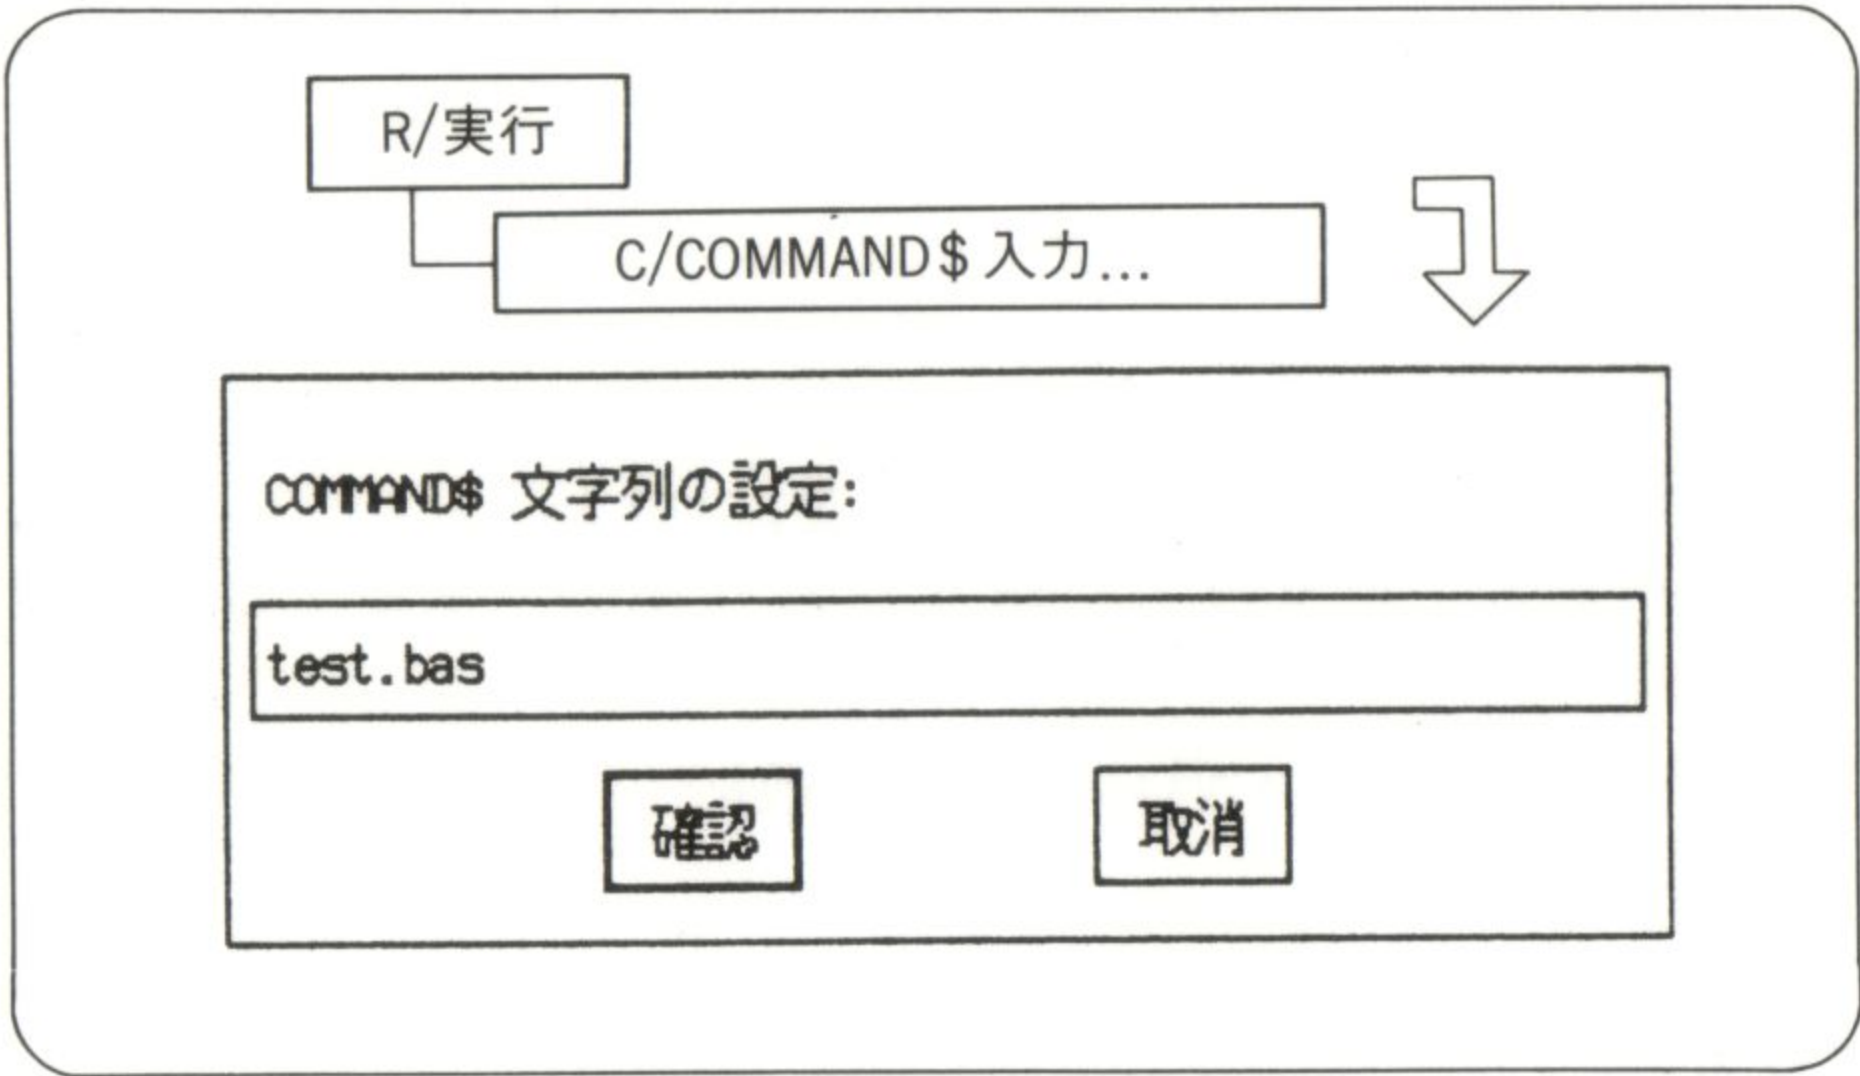 R/実行
C/COMMAND$入力...
COMMAND$ 文字列の設定:
test.bas
確認
取消